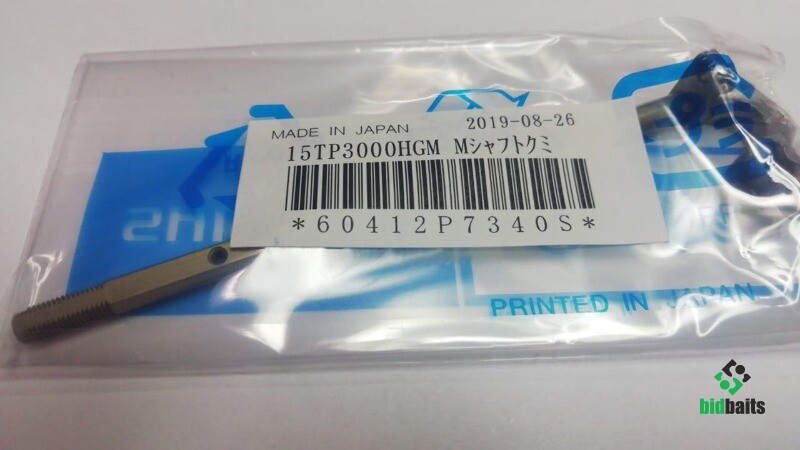 MADE IN JAPAN 2019-08-26
15TP3000HGM Mシャフトクミ
*60412P7340S*
PRINTED IN JAPAN
bidbaits